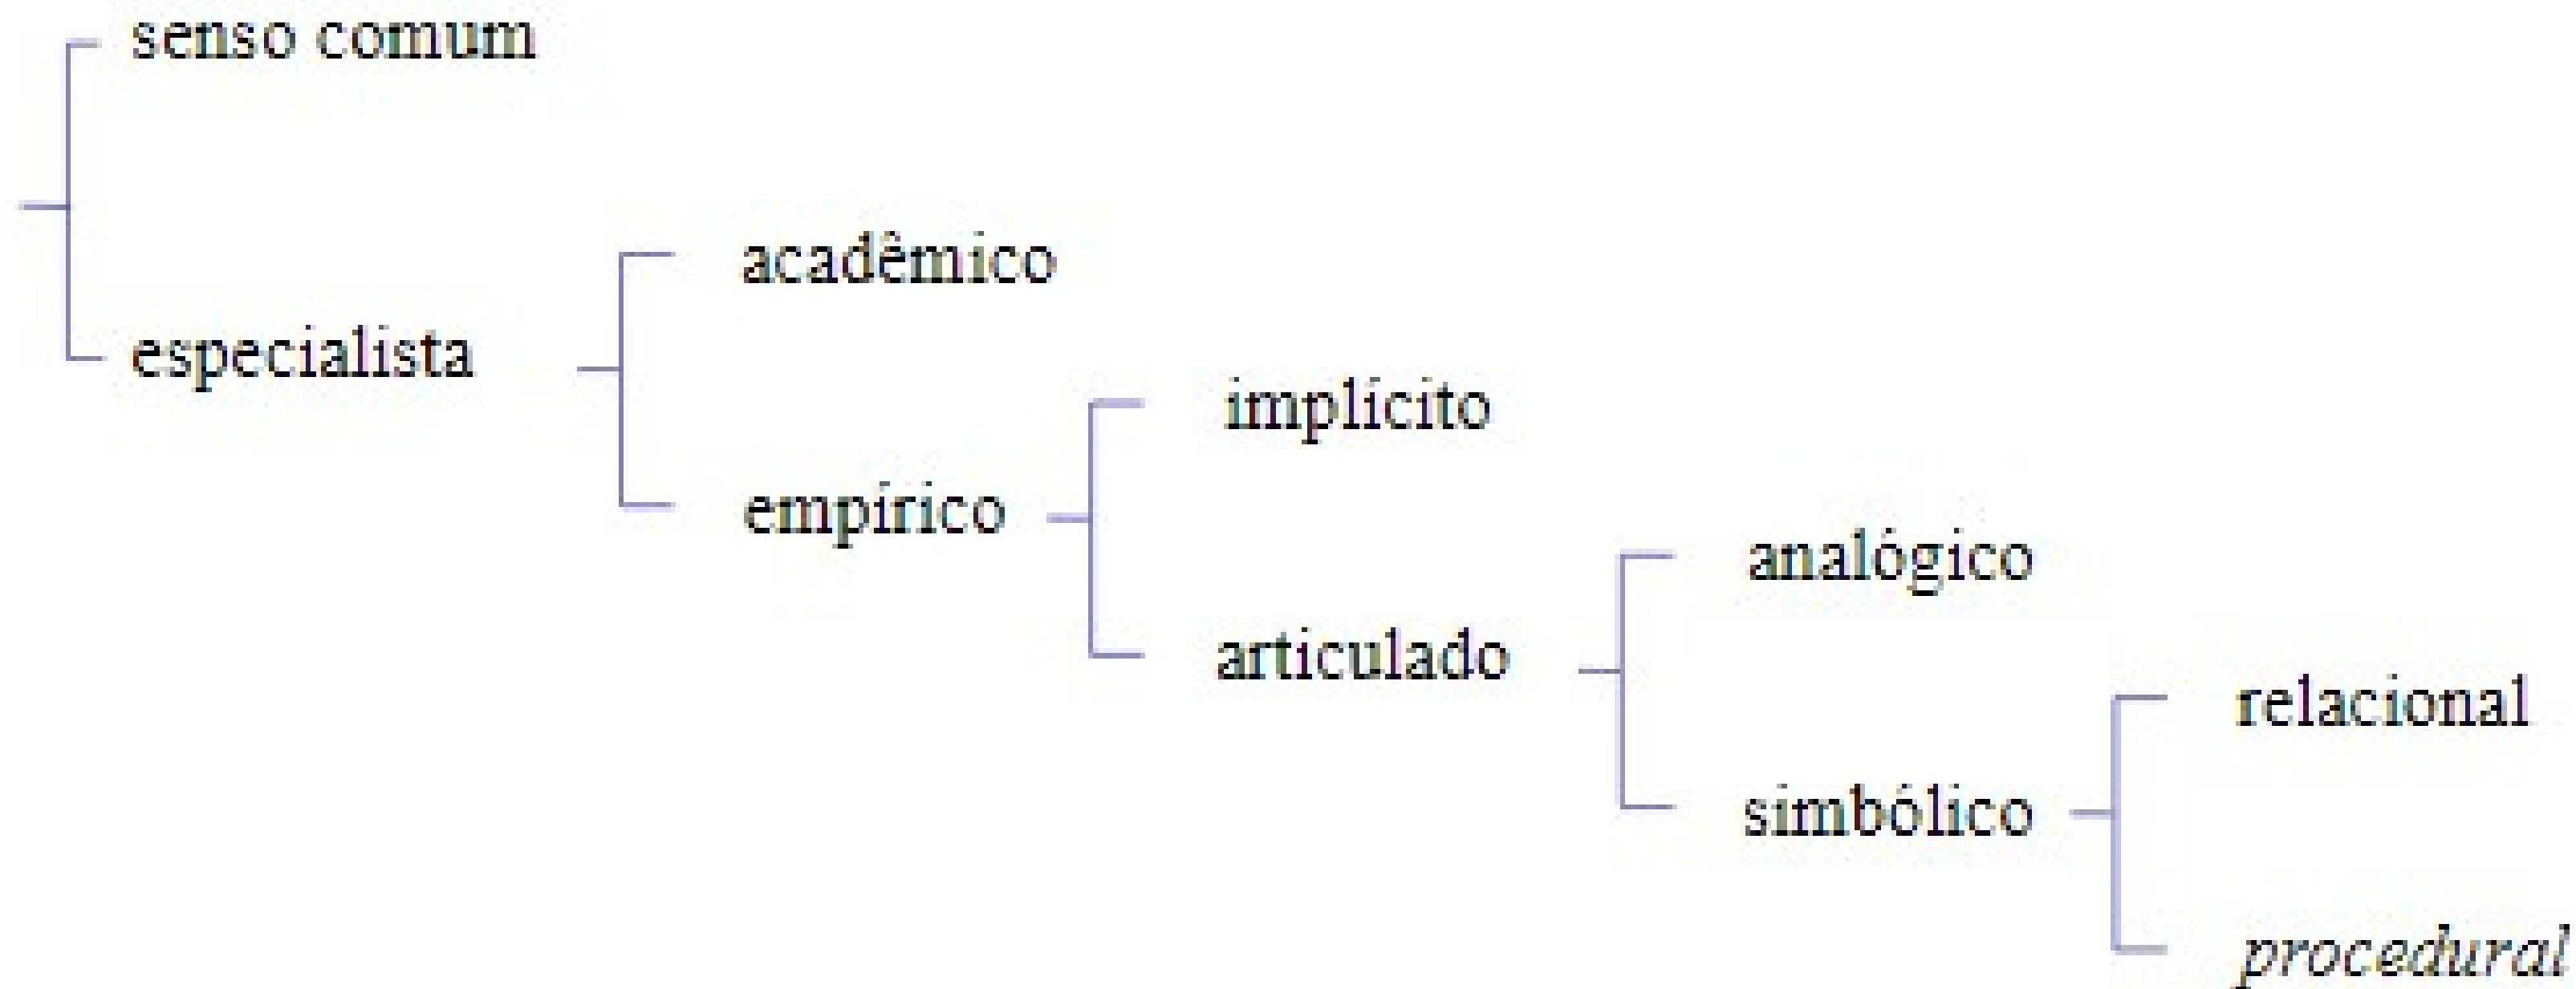 senso comum
acadêmico
especialista
implícito
empírico
analógico
articulado
relacional
simbólico
procedural